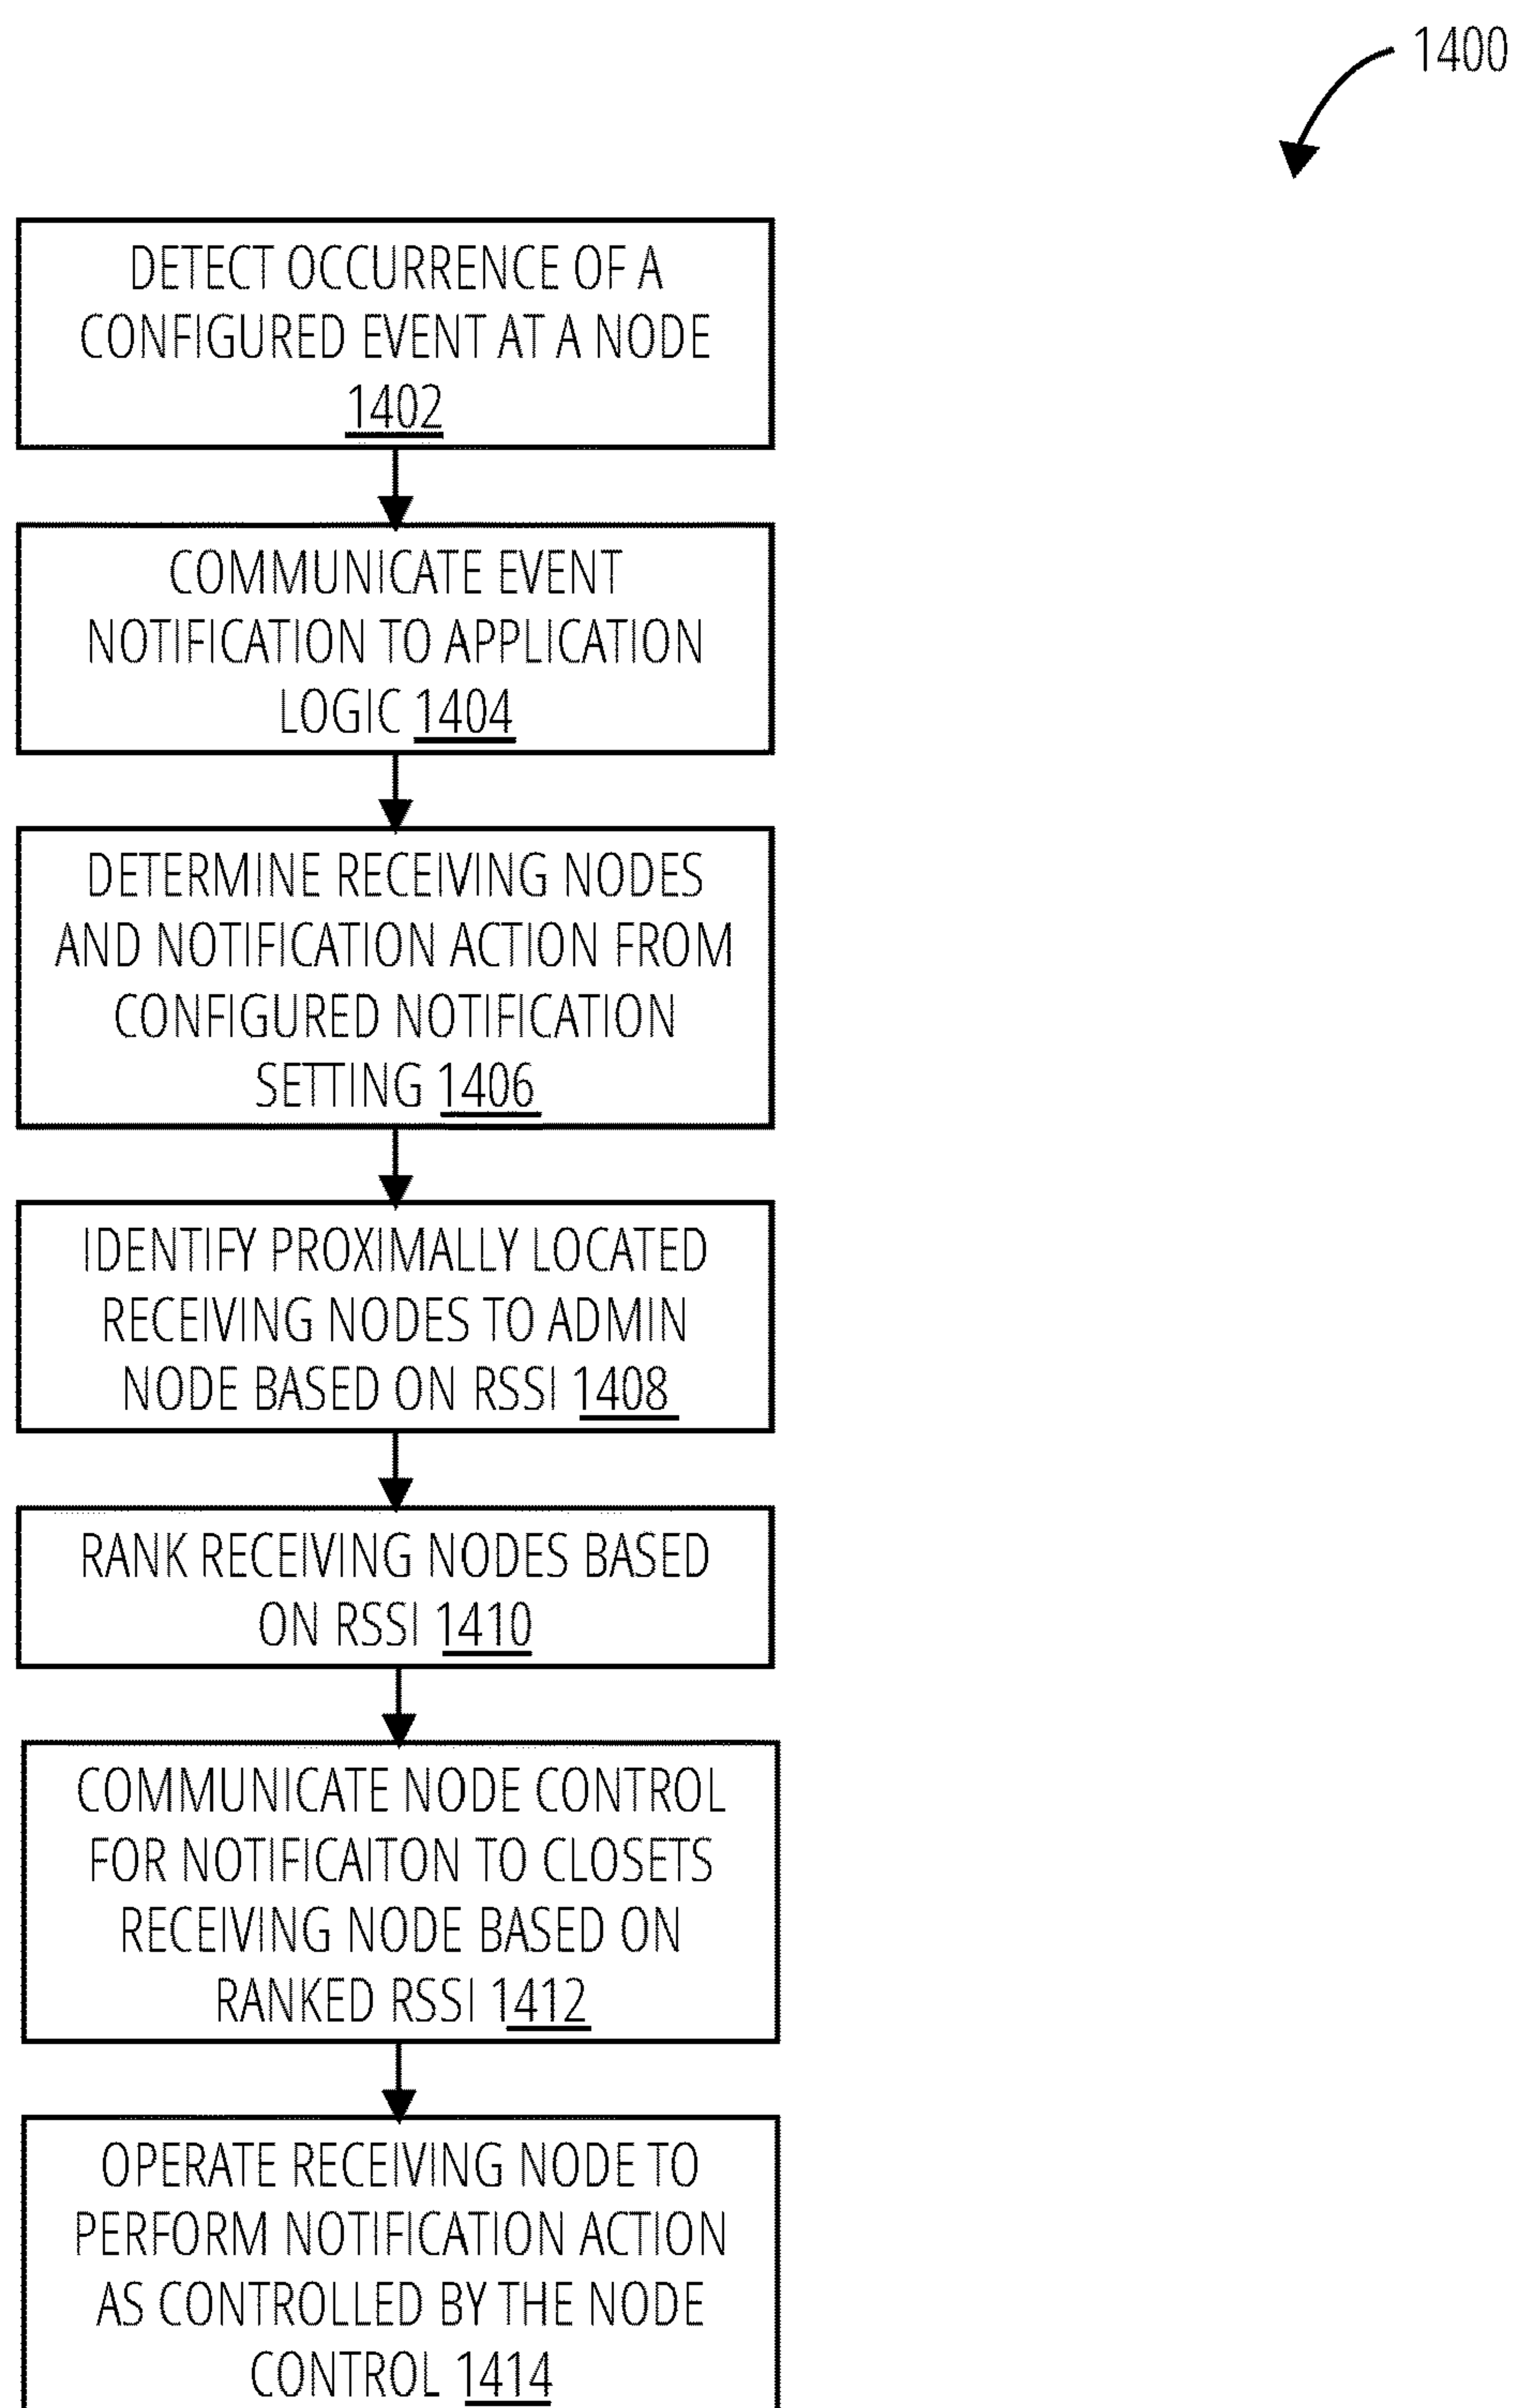 1400
DETECT OCCURRENCE OF A
CONFIGURED EVENT AT A NODE
1402
COMMUNICATE EVENT
NOTIFICATION TO APPLICATION
LOGIC 1404
DETERMINE RECEIVING NODES
AND NOTIFICATION ACTION FROM
CONFIGURED NOTIFICATION
SETTING 1406
IDENTIFY PROXIMALLY LOCATED
RECEIVING NODES TO ADMIN
NODE BASED ON RSSI 1408
RANK RECEIVING NODES BASED
ON RSSI 1410
COMMUNICATE NODE CONTROL
FOR NOTIFICAITON TO CLOSETS
RECEIVING NODE BASED ON
RANKED RSSI 1412
OPERATE RECEIVING NODE TO
PERFORM NOTIFICATION ACTION
AS CONTROLLED BY THE NODE
CONTROL 1414